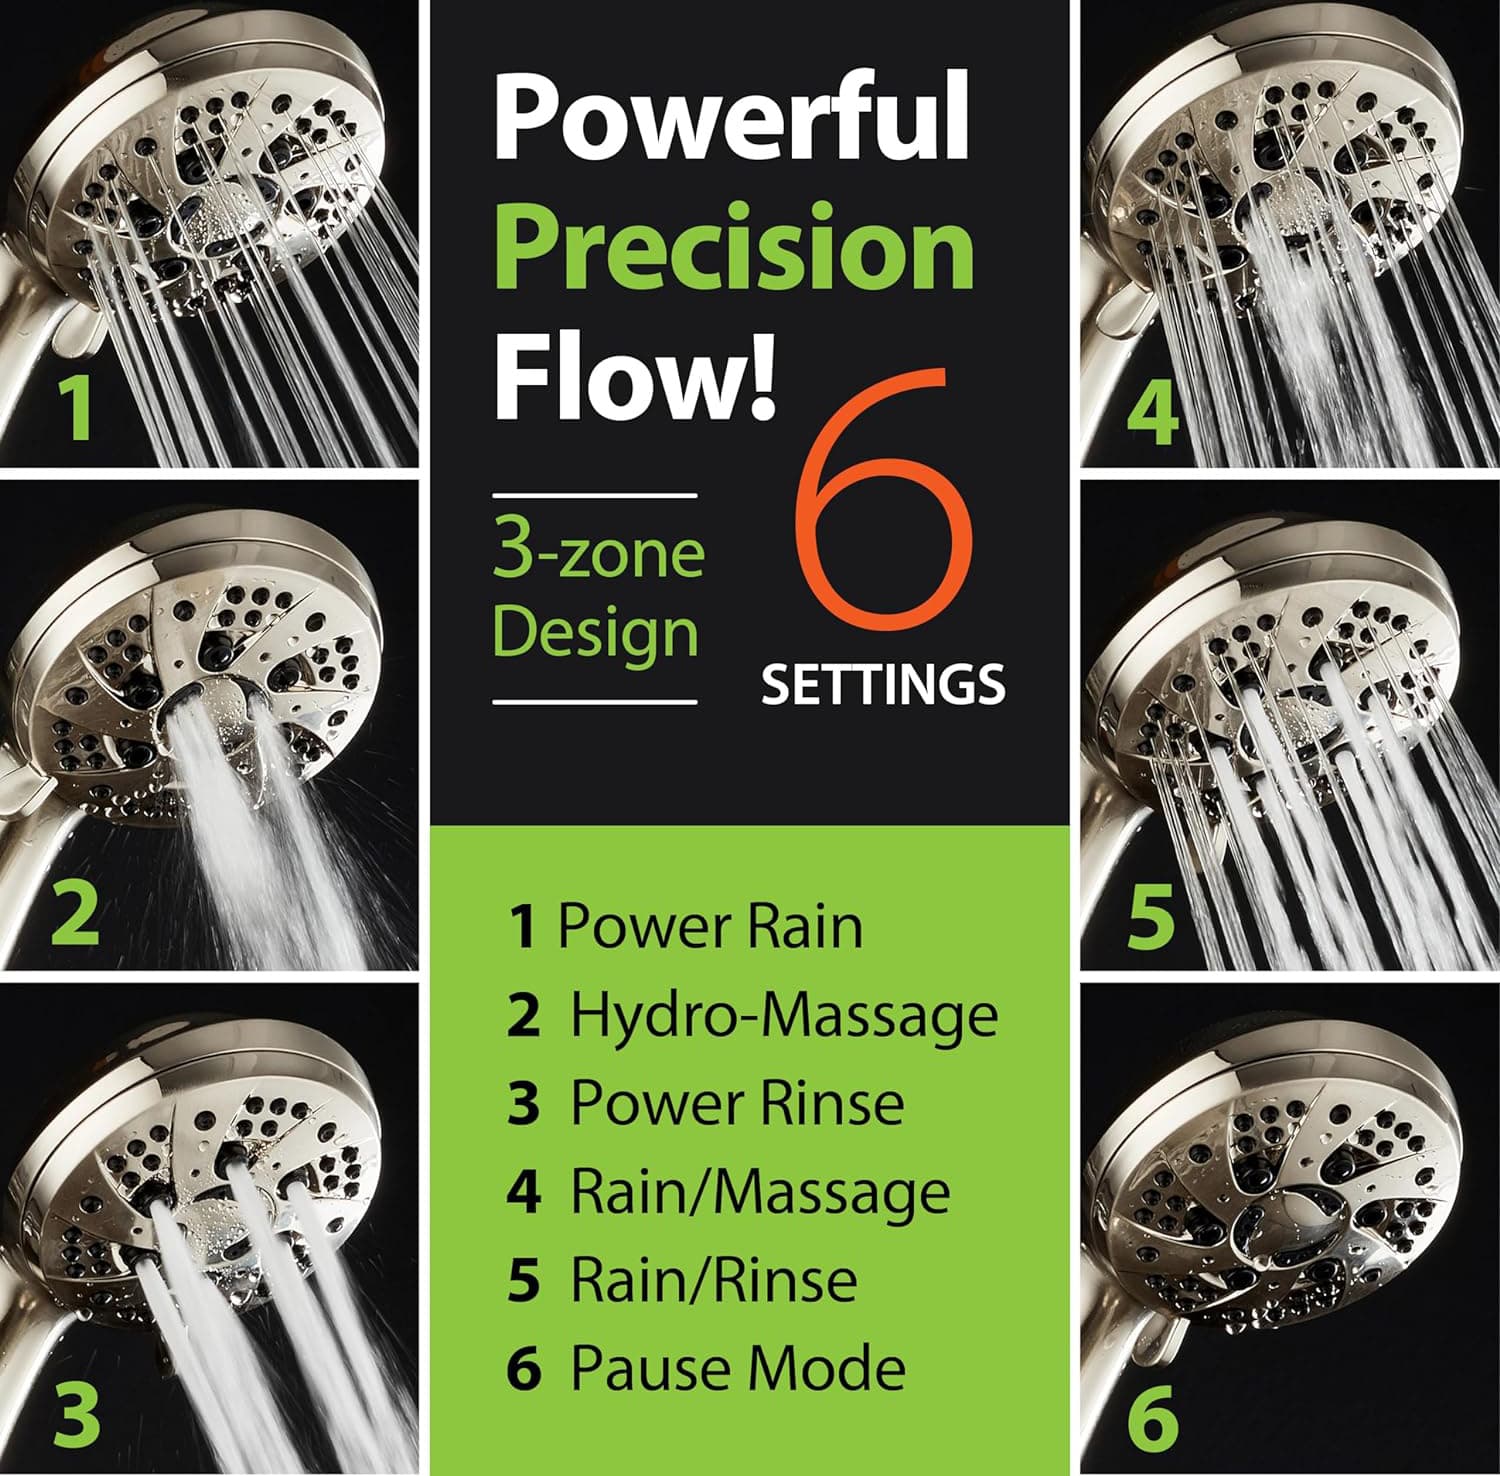 Powerful
Precision
Flow!
3-zone
Design
6
SETTINGS
1 Power Rain
2 Hydro-Massage
3 Power Rinse
4 Rain/Massage
5 Rain/Rinse
6 Pause Mode
1
2
3
4
5
6